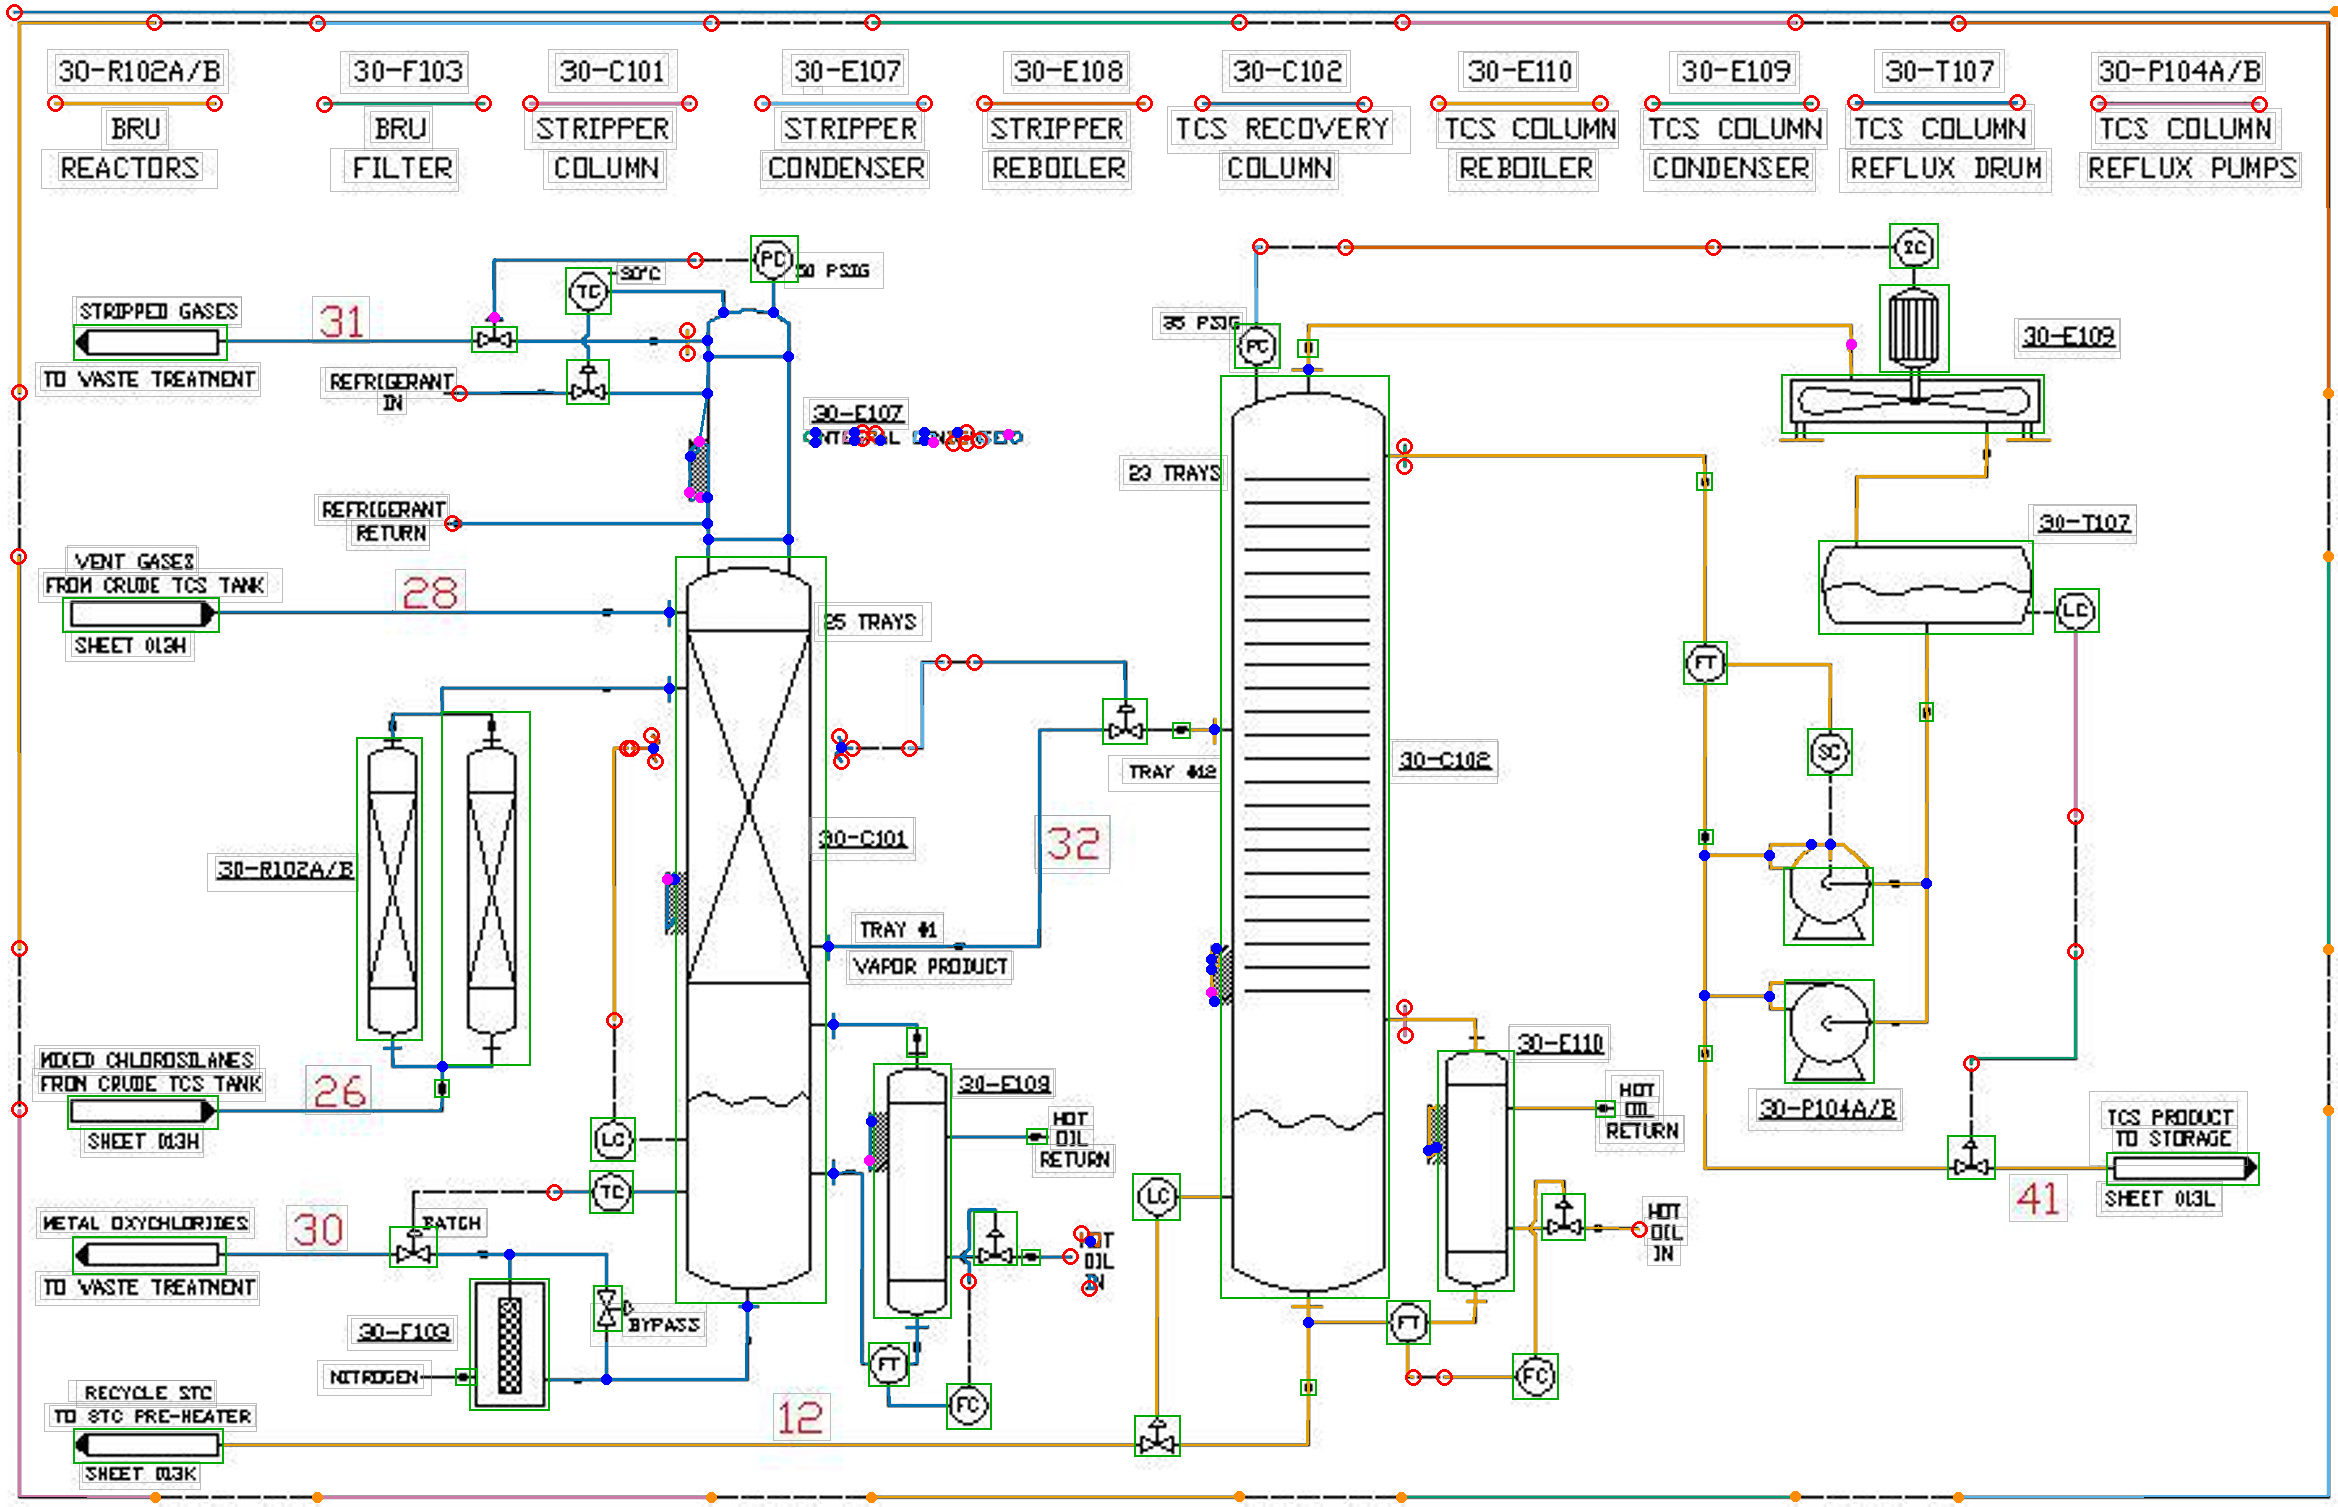 30-R102A/B
BRU
REACTORS
30-F103
BRU
FILTER
30-C101
STRIPPER
COLUMN
30-E107
STRIPPER
CONDENSER
30-E108
STRIPPER
REBOILER
30-C102
TCS RECOVERY
COLUMN
30-E110
TCS COLUMN
REBOILER
30-E109
TCS COLUMN
CONDENSER
30-T107
TCS COLUMN
REFLUX DRUM
30-P104A/B
TCS COLUMN
REFLUX PUMPS
PC
TC
30°C
STRIPPED GASES
31
TO WASTE TREATMENT
REFRIGERANT
IN
30-E107
REFRIGERANT
RETURN
VENT GASES
FROM CRUDE TCS TANK
28
SHEET 013H
25 TRAYS
30-C101
30-R102A/B
TRAY #1
VAPOR PRODUCT
32
MIXED CHLOROSILANES
FROM CRUDE TCS TANK
26
SHEET 013H
LC
TC
METAL OXYCHLORIDES
30
BATCH
TO WASTE TREATMENT
30-F103
BYPASS
NITROGEN
RECYCLE STC
TO STC PRE-HEATER
SHEET 013K
12
HOT
OIL
RETURN
HOT
OIL
IN
FT
FC
35 PSIG
PC
SC
30-E109
23 TRAYS
TRAY #12
30-C102
30-T107
LC
FT
SC
30-P104A/B
30-E110
HOT
OIL
RETURN
HOT
OIL
IN
LC
FT
FC
TCS PRODUCT
TO STORAGE
41
SHEET 013L